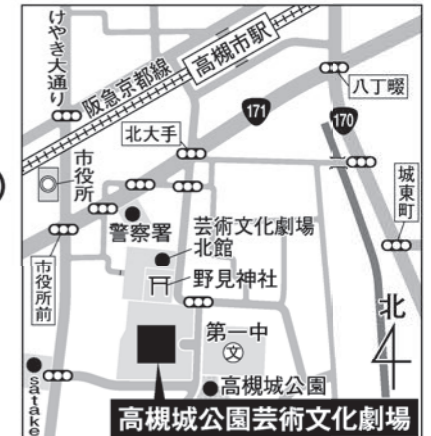 けやき大通り
阪急京都線
高槻市駅
八丁畷
171
170
北大手
市役所
城東町
警察署
芸術文化劇場
北館
野見神社
市役所前
第一中
文
北
satake
高槻城公園
高槻城公園芸術文化劇場